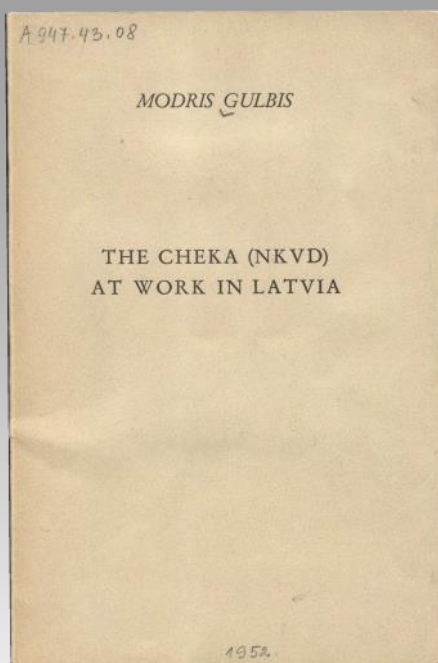 A 947.43.08
MODRIS GULBIS
THE CHEKA (NKVD)
AT WORK IN LATVIA
1952.